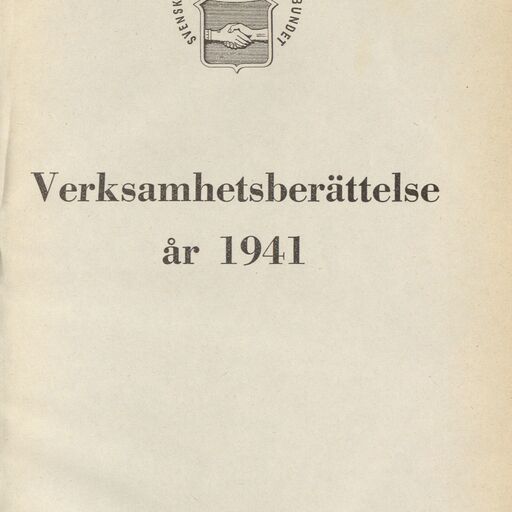 SVENSK
BUNDET
Verksamhetsberättelse
år 1941